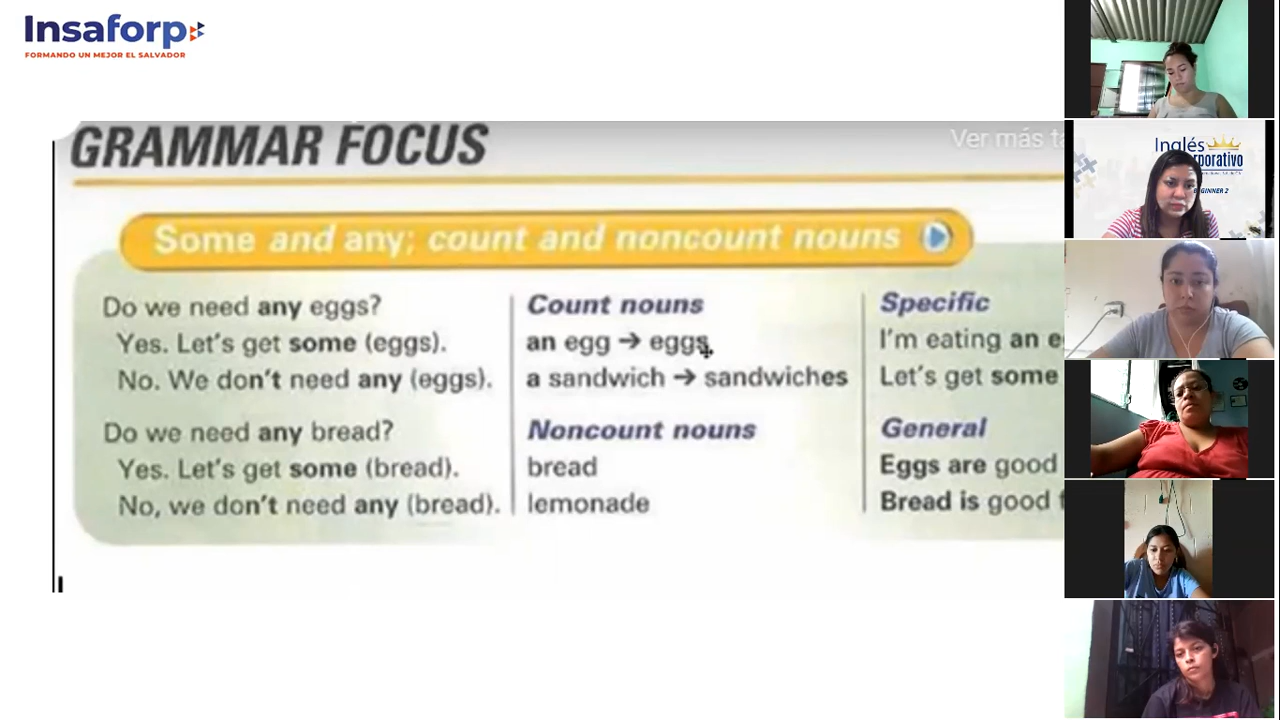 Insaforp
FORMANDO UN MEJOR EL SALVADOR
GRAMMAR FOCUS
Ver más
Some and any; count and noncount nouns
Do we need any eggs?
Yes. Let's get some (eggs).
No. We don't need any (eggs).
Do we need any bread?
Yes. Let's get some (bread).
No, we don't need any (bread).
Count nouns
an egg → eggs
a sandwich → sandwiches
Noncount nouns
bread
lemonade
Specific
I'm eating an
Let's get some
General
Eggs are good
Bread is good
Inglés